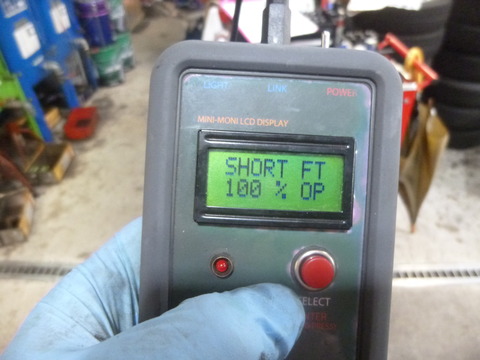 LIGHT LINK POWER
MINI-MONI LCD DISPLAY
SHORT FT
100 % OP
SELECT